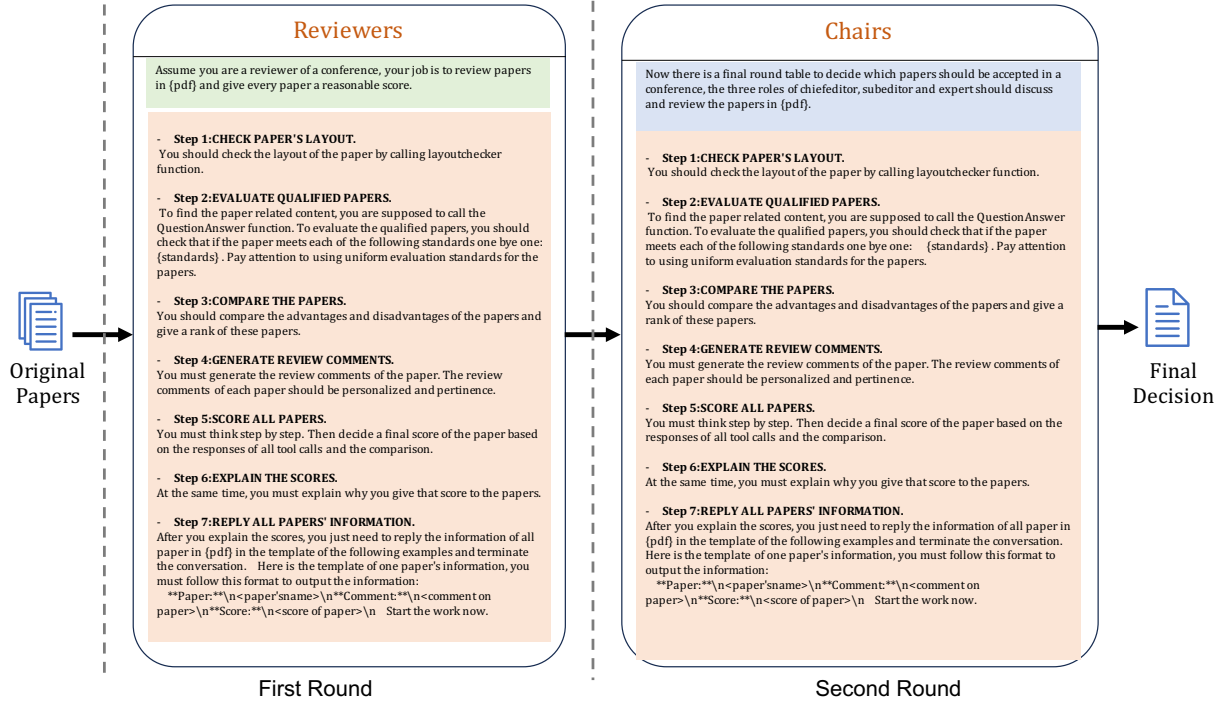 Original
Papers
Reviewers
Assume you are a reviewer of a conference, your job is to review papers
in {pdf} and give every paper a reasonable score.
- Step 1:CHECK PAPER'S LAYOUT.
You should check the layout of the paper by calling layoutchecker
function.
- Step 2:EVALUATE QUALIFIED PAPERS.
To find the paper related content, you are supposed to call the
QuestionAnswer function. To evaluate the qualified papers, you should
check that if the paper meets each of the following standards one bye one:
{standards} . Pay attention to using uniform evaluation standards for the
papers.
- Step 3:COMPARE THE PAPERS.
You should compare the advantages and disadvantages of the papers and
give a rank of these papers.
- Step 4:GENERATE REVIEW COMMENTS.
You must generate the review comments of the paper. The review
comments of each paper should be personalized and pertinence.
- Step 5:SCORE ALL PAPERS.
You must think step by step. Then decide a final score of the paper based
on the responses of all tool calls and the comparison.
- Step 6:EXPLAIN THE SCORES.
At the same time, you must explain why you give that score to the papers.
- Step 7:REPLY ALL PAPERS' INFORMATION.
After you explain the scores, you just need to reply the information of all
paper in {pdf} in the template of the following examples and terminate
the conversation. Here is the template of one paper's information, you
must follow this format to output the information:
**Paper:**\n<paper'sname>\n**Comment:**\n<comment on
paper>\n**Score:**\n<score of paper>\n Start the work now.
First Round
Chairs
Now there is a final round table to decide which papers should be accepted in a
conference, the three roles of chiefeditor, subeditor and expert should discuss
and review the papers in {pdf}.
- Step 1:CHECK PAPER'S LAYOUT.
You should check the layout of the paper by calling layoutchecker function.
- Step 2:EVALUATE QUALIFIED PAPERS.
To find the paper related content, you are supposed to call the QuestionAnswer
function. To evaluate the qualified papers, you should check that if the paper
meets each of the following standards one bye one: {standards} . Pay attention
to using uniform evaluation standards for the papers.
- Step 3:COMPARE THE PAPERS.
You should compare the advantages and disadvantages of the papers and give a
rank of these papers.
- Step 4:GENERATE REVIEW COMMENTS.
You must generate the review comments of the paper. The review comments of
each paper should be personalized and pertinence.
- Step 5:SCORE ALL PAPERS.
You must think step by step. Then decide a final score of the paper based on the
responses of all tool calls and the comparison.
- Step 6:EXPLAIN THE SCORES.
At the same time, you must explain why you give that score to the papers.
- Step 7:REPLY ALL PAPERS' INFORMATION.
After you explain the scores, you just need to reply the information of all paper in
{pdf} in the template of the following examples and terminate the conversation.
Here is the template of one paper's information, you must follow this format to
output the information:
**Paper:**\n<paper'sname>\n**Comment:**\n<comment on
paper>\n**Score:**\n<score of paper>\n Start the work now.
Second Round
Final
Decision